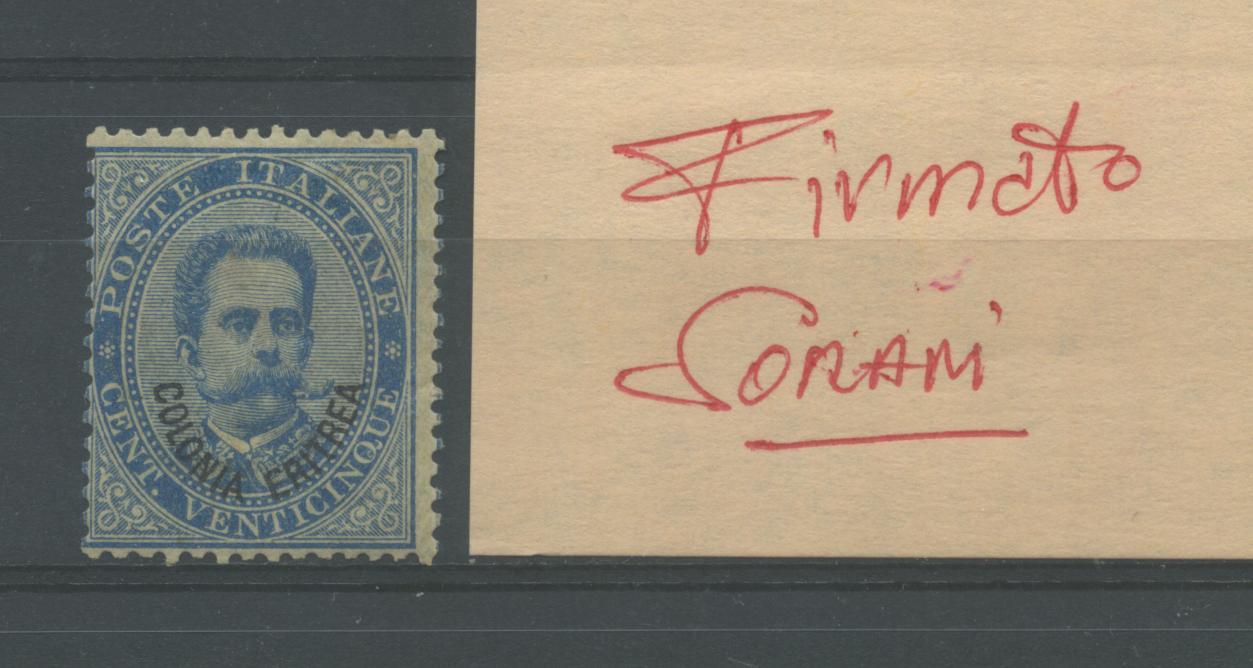 POSTE ITALIANE
CENT. VENTICINQUE
COLONIA ERITREA
Firmato
SORANI